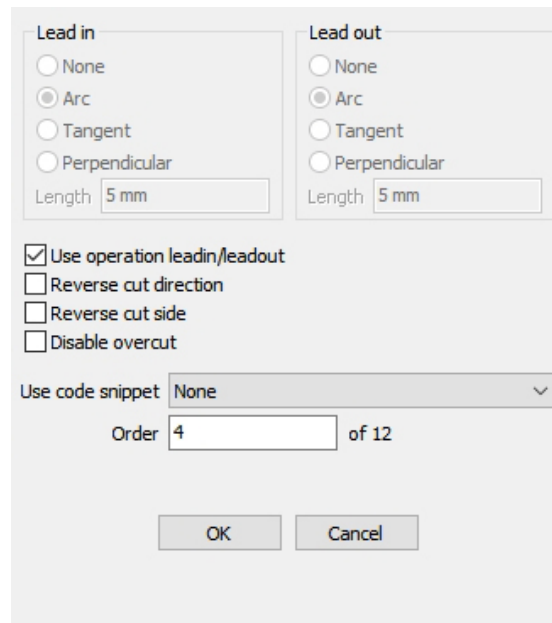 Lead in
None
Arc
Tangent
Perpendicular
Length 5 mm
Lead out
None
Arc
Tangent
Perpendicular
Length 5 mm
Use operation leadin/leadout
Reverse cut direction
Reverse cut side
Disable overcut
Use code snippet None
Order 4 of 12
OK Cancel